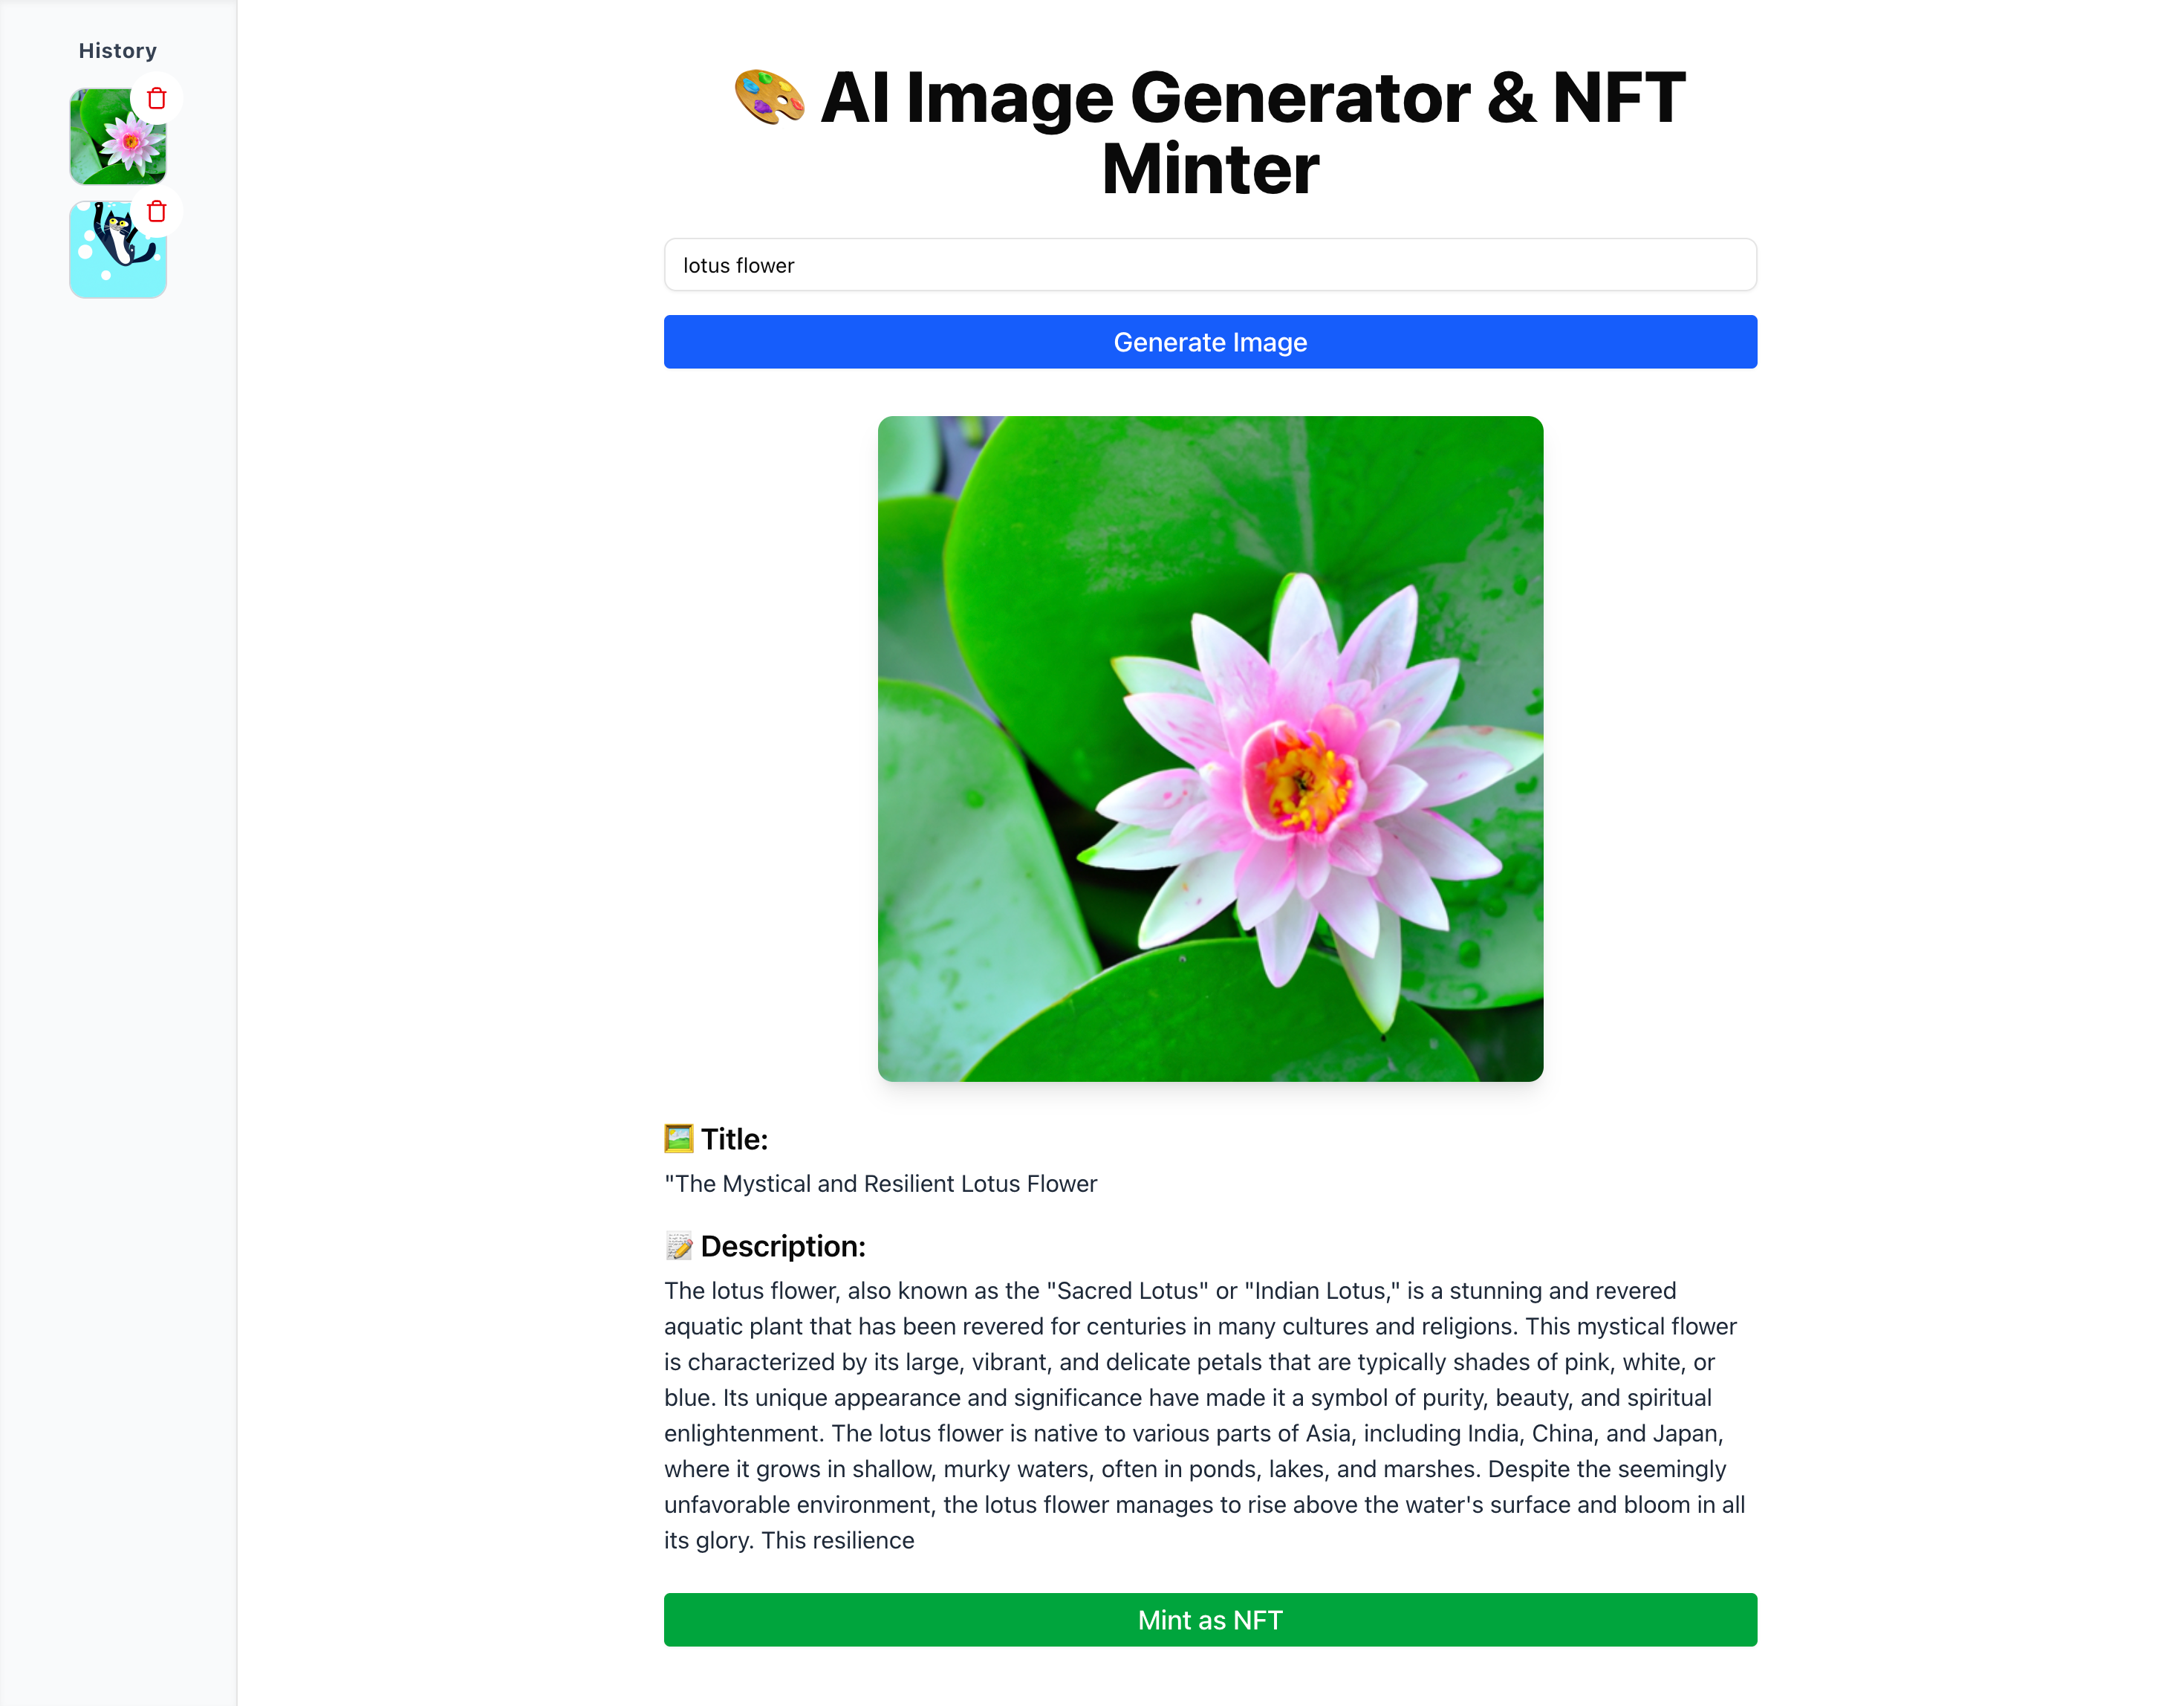 History
🎨 AI Image Generator & NFT
Minter
lotus flower
Generate Image
🖼️ Title:
"The Mystical and Resilient Lotus Flower
📝 Description:
The lotus flower, also known as the "Sacred Lotus" or "Indian Lotus," is a stunning and revered
aquatic plant that has been revered for centuries in many cultures and religions. This mystical flower
is characterized by its large, vibrant, and delicate petals that are typically shades of pink, white, or
blue. Its unique appearance and significance have made it a symbol of purity, beauty, and spiritual
enlightenment. The lotus flower is native to various parts of Asia, including India, China, and Japan,
where it grows in shallow, murky waters, often in ponds, lakes, and marshes. Despite the seemingly
unfavorable environment, the lotus flower manages to rise above the water's surface and bloom in all
its glory. This resilience
Mint as NFT